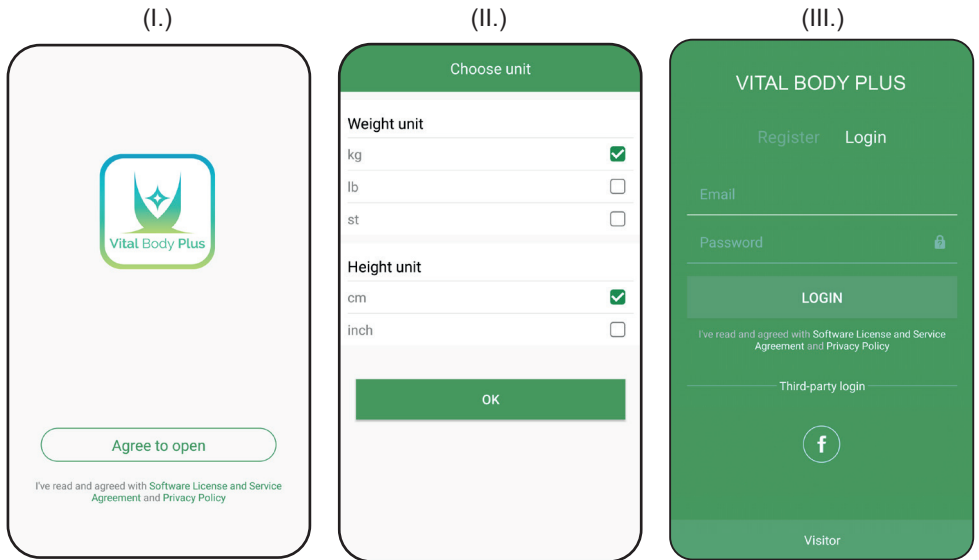 (I.)
Vital Body Plus
Agree to open
I've read and agreed with Software License and Service
Agreement and Privacy Policy
(II.)
Choose unit
Weight unit
kg
lb
st
Height unit
cm
inch
OK
(III.)
VITAL BODY PLUS
Register Login
Email
Password
LOGIN
I've read and agreed with Software License and Service
Agreement and Privacy Policy
Third-party login
f
Visitor